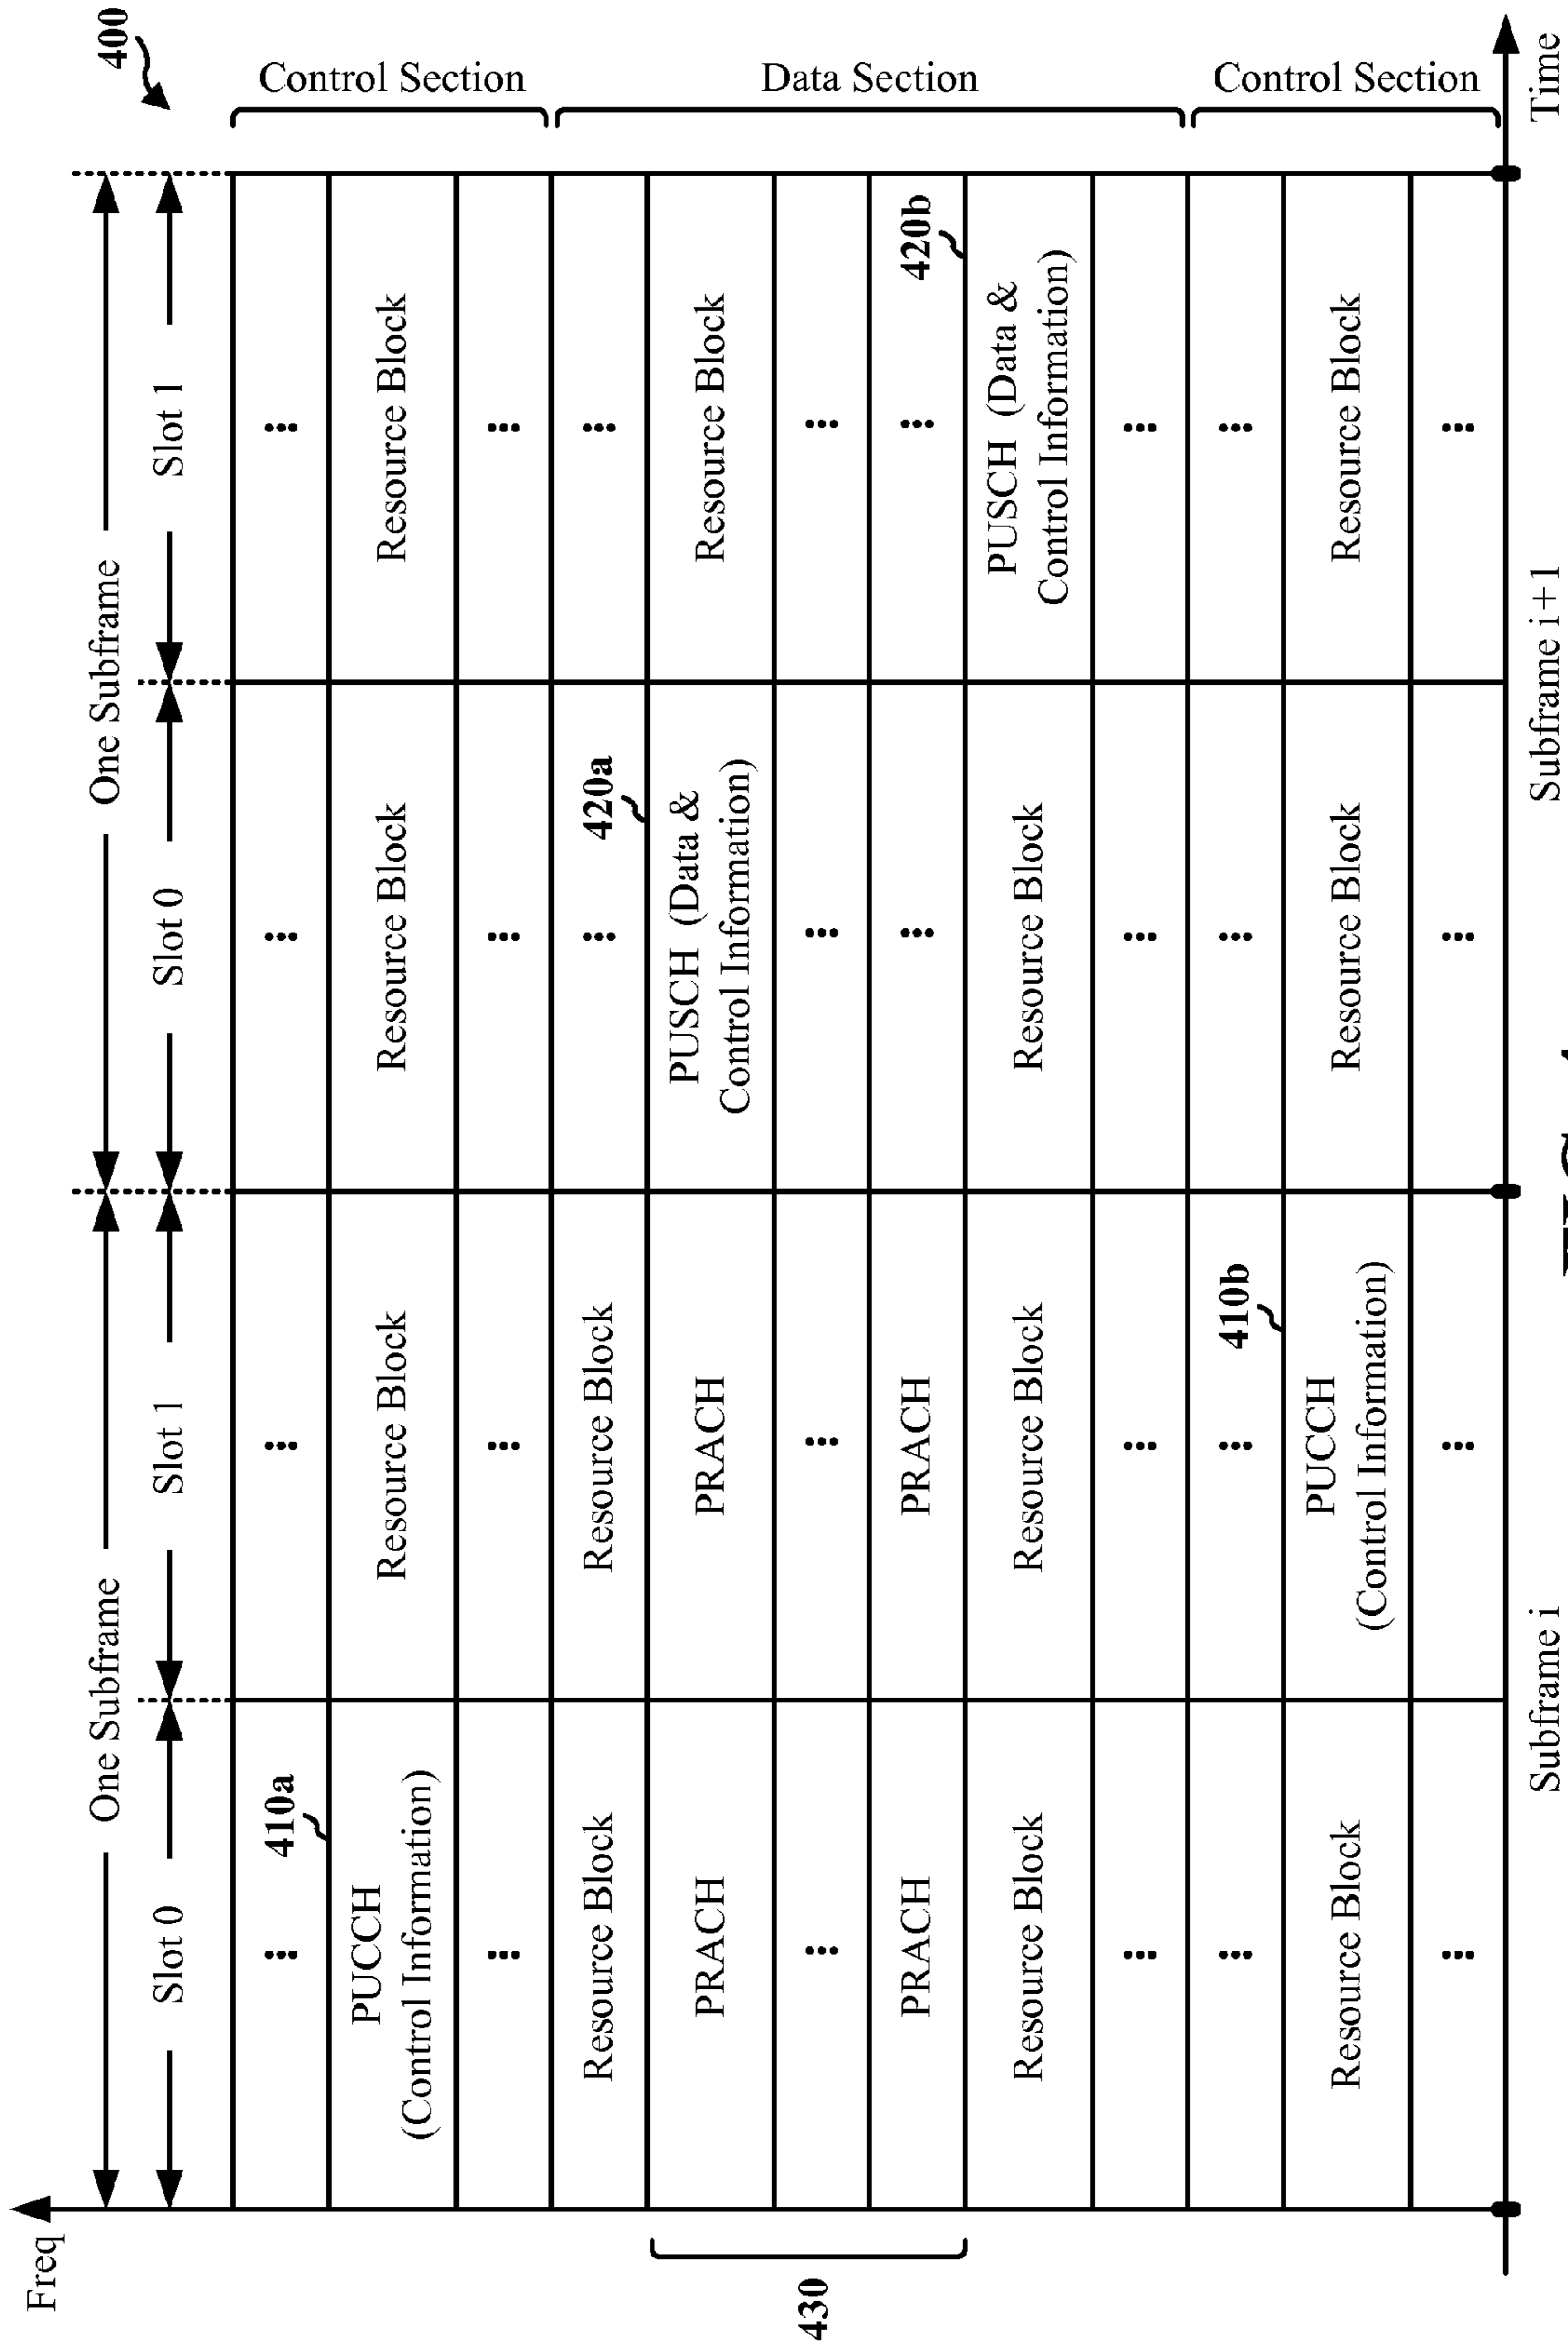 400
One Subframe
One Subframe
Slot 0
Slot 1
Slot 0
Slot 1
Freq
Control Section
Data Section
Control Section
...
...
...
...
410a
PUCCH
(Control Information)
Resource Block
Resource Block
Resource Block
...
...
...
...
Resource Block
Resource Block
...
...
420a
430
PRACH
PRACH
PUSCH (Data &
Control Information)
Resource Block
...
...
...
...
PRACH
PRACH
...
...
420b
Resource Block
Resource Block
Resource Block
PUSCH (Data &
Control Information)
...
...
...
...
...
...
...
...
410b
Resource Block
PUCCH
(Control Information)
Resource Block
Resource Block
...
...
...
...
Subframe i
Subframe i+1
Time